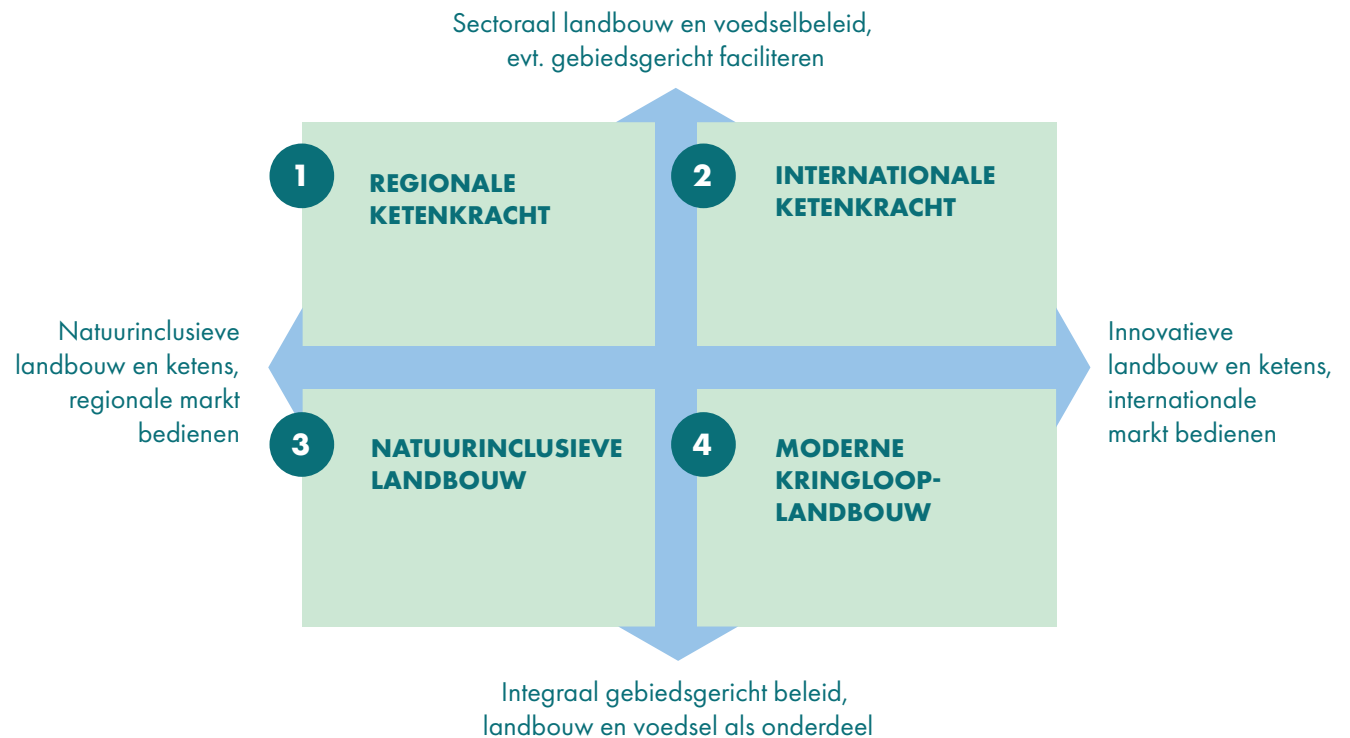 Sectoraal landbouw en voedselbeleid,
evt. gebiedsgericht faciliteren
1
REGIONALE
KETENKRACHT
2
INTERNATIONALE
KETENKRACHT
Natuurinclusieve
landbouw en ketens,
regionale markt
bedienen
Innovatieve
landbouw en ketens,
internationale
markt bedienen
3
NATUURINCLUSIEVE
LANDBOUW
4
MODERNE
KRINGLOOP-
LANDBOUW
Integraal gebiedsgericht beleid,
landbouw en voedsel als onderdeel